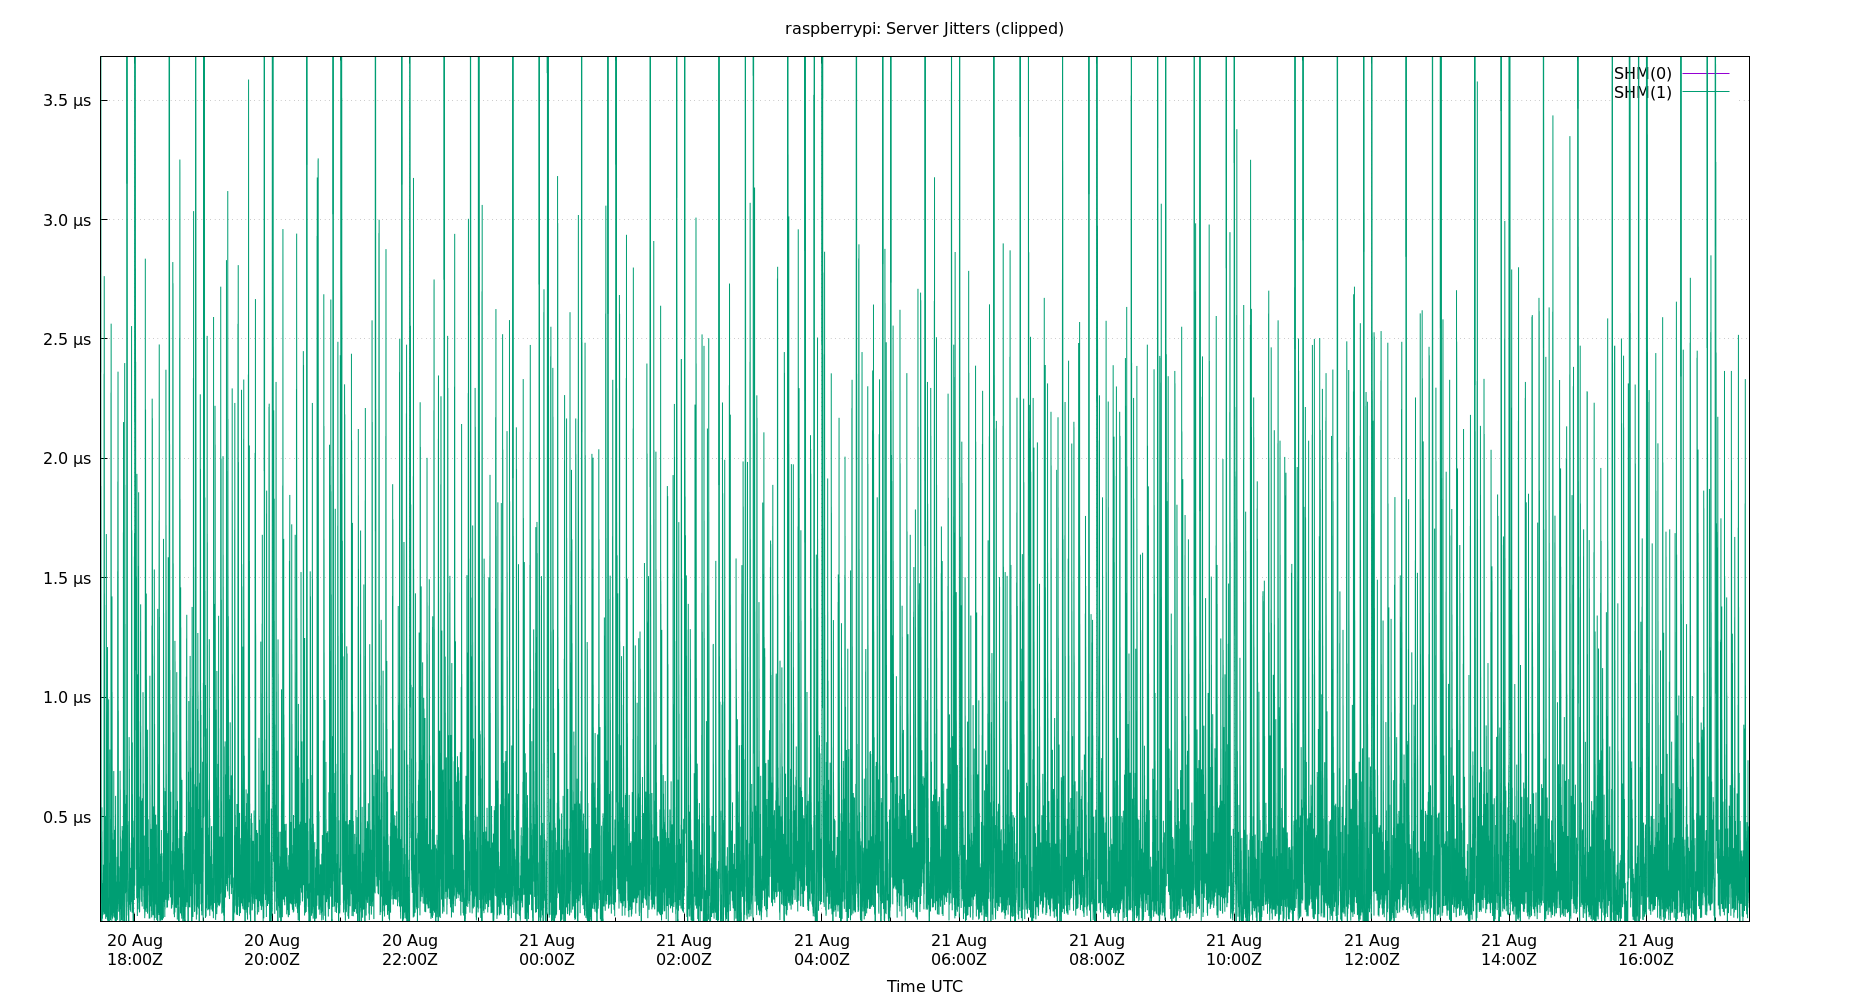 raspberrypi: Server Jitters (clipped)
SHM(0)
SHM(1)
3.5 μs
3.0 μs
2.5 μs
2.0 μs
1.5 μs
1.0 μs
0.5 μs
20 Aug 20 Aug 20 Aug 21 Aug 21 Aug 21 Aug 21 Aug 21 Aug 21 Aug 21 Aug 21 Aug 21 Aug
18:00Z 20:00Z 22:00Z 00:00Z 02:00Z 04:00Z 06:00Z 08:00Z 10:00Z 12:00Z 14:00Z 16:00Z
Time UTC